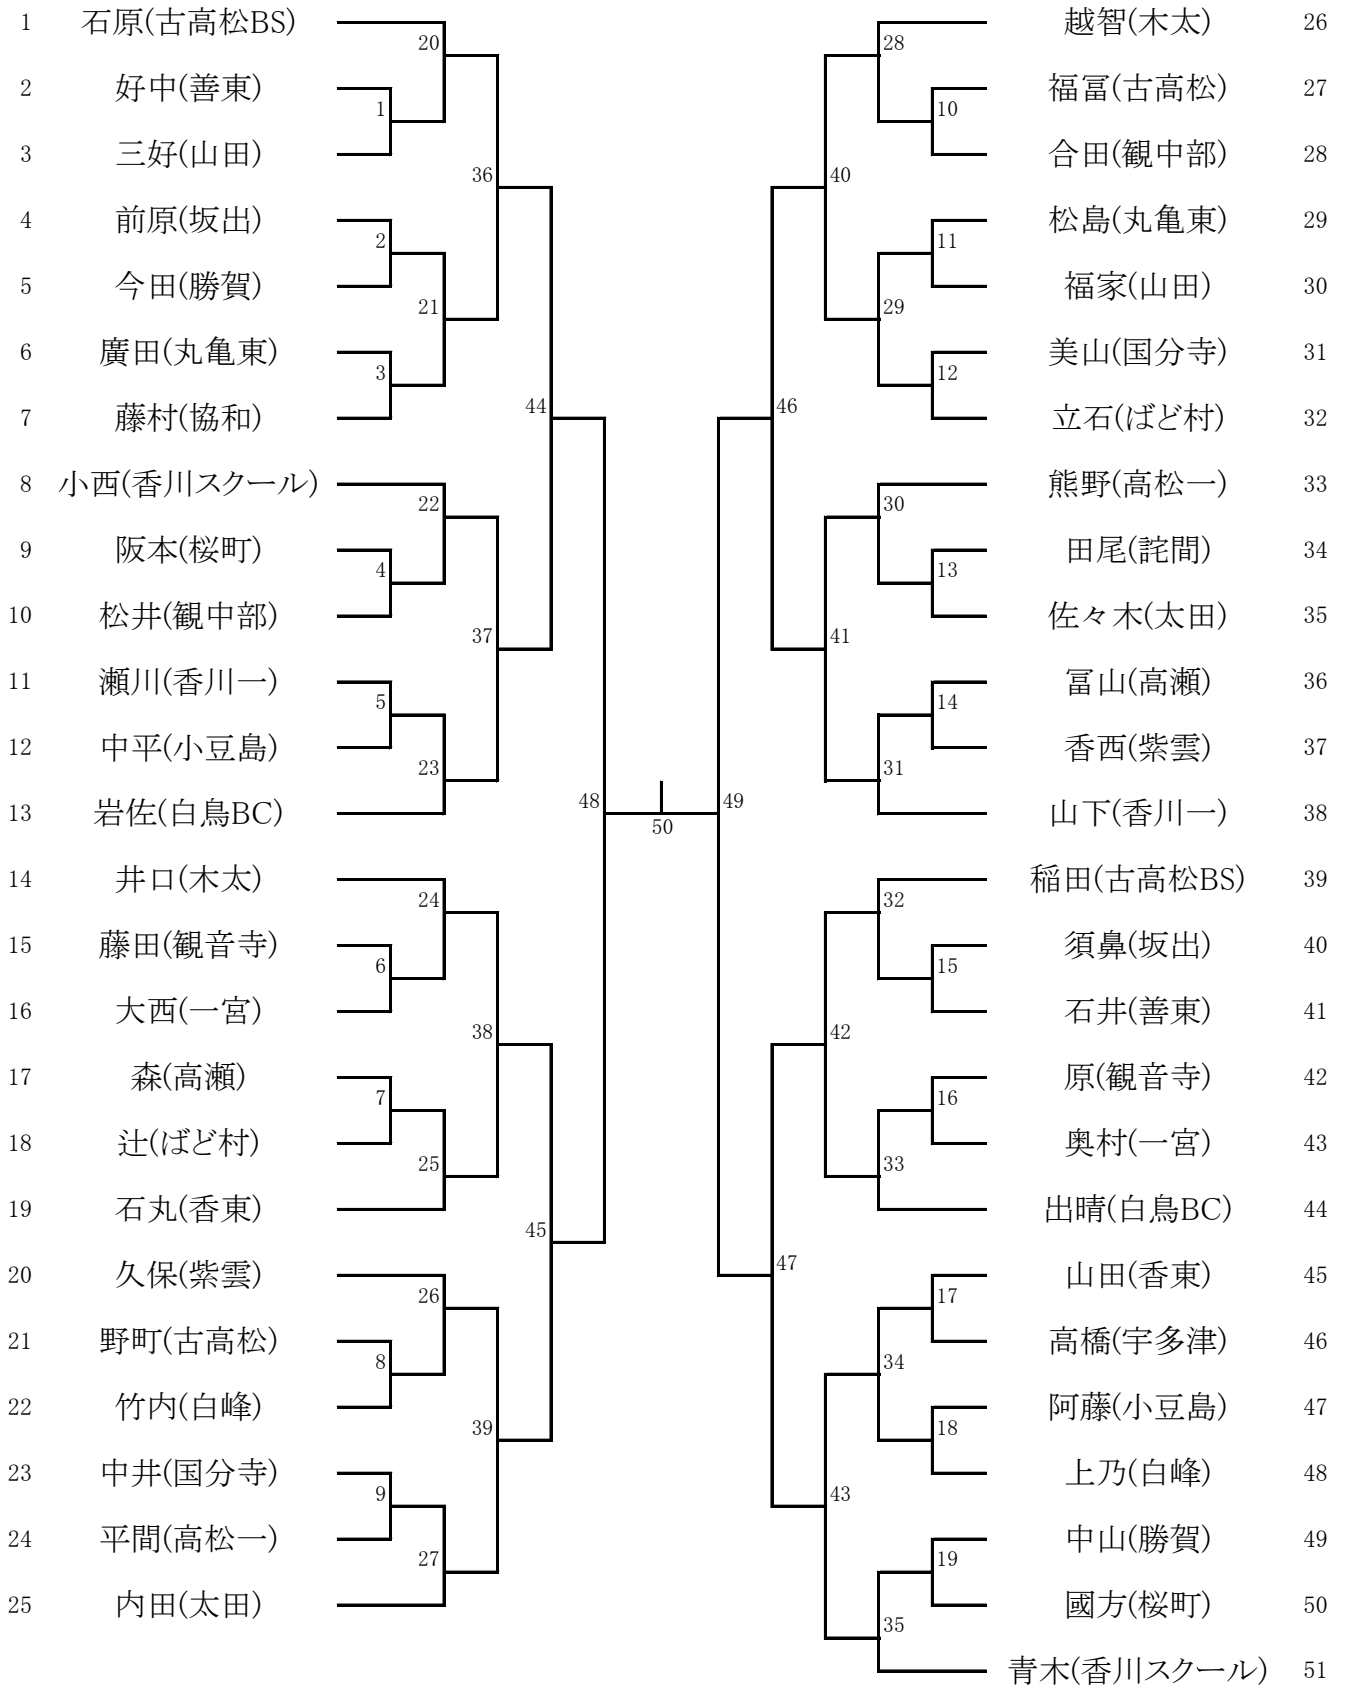 1 石原(古高松BS)
20
2 好中(善東)
1
3 三好(山田)
36
4 前原(坂出)
2
5 今田(勝賀)
21
6 廣田(丸亀東)
3
7 藤村(協和)
44
8 小西(香川スクール)
22
9 阪本(桜町)
4
10 松井(観中部)
37
11 瀬川(香川一)
5
12 中平(小豆島)
23
13 岩佐(白鳥BC)
48
14 井口(木太)
24
15 藤田(観音寺)
6
16 大西(一宮)
38
17 森(高瀬)
7
18 辻(ばど村)
25
19 石丸(香東)
45
20 久保(紫雲)
26
21 野町(古高松)
8
22 竹内(白峰)
39
23 中井(国分寺)
9
24 平間(高松一)
27
25 内田(太田)
50
越智(木太) 26
28
福冨(古高松) 27
10
合田(観中部) 28
40
松島(丸亀東) 29
11
福家(山田) 30
29
美山(国分寺) 31
12
立石(ばど村) 32
46
熊野(高松一) 33
30
田尾(詫間) 34
13
佐々木(太田) 35
41
冨山(高瀬) 36
14
香西(紫雲) 37
31
山下(香川一) 38
49
稲田(古高松BS) 39
32
須鼻(坂出) 40
15
石井(善東) 41
42
原(観音寺) 42
16
奥村(一宮) 43
33
出晴(白鳥BC) 44
47
山田(香東) 45
17
高橋(宇多津) 46
34
阿藤(小豆島) 47
18
上乃(白峰) 48
43
中山(勝賀) 49
19
國方(桜町) 50
35
青木(香川スクール) 51